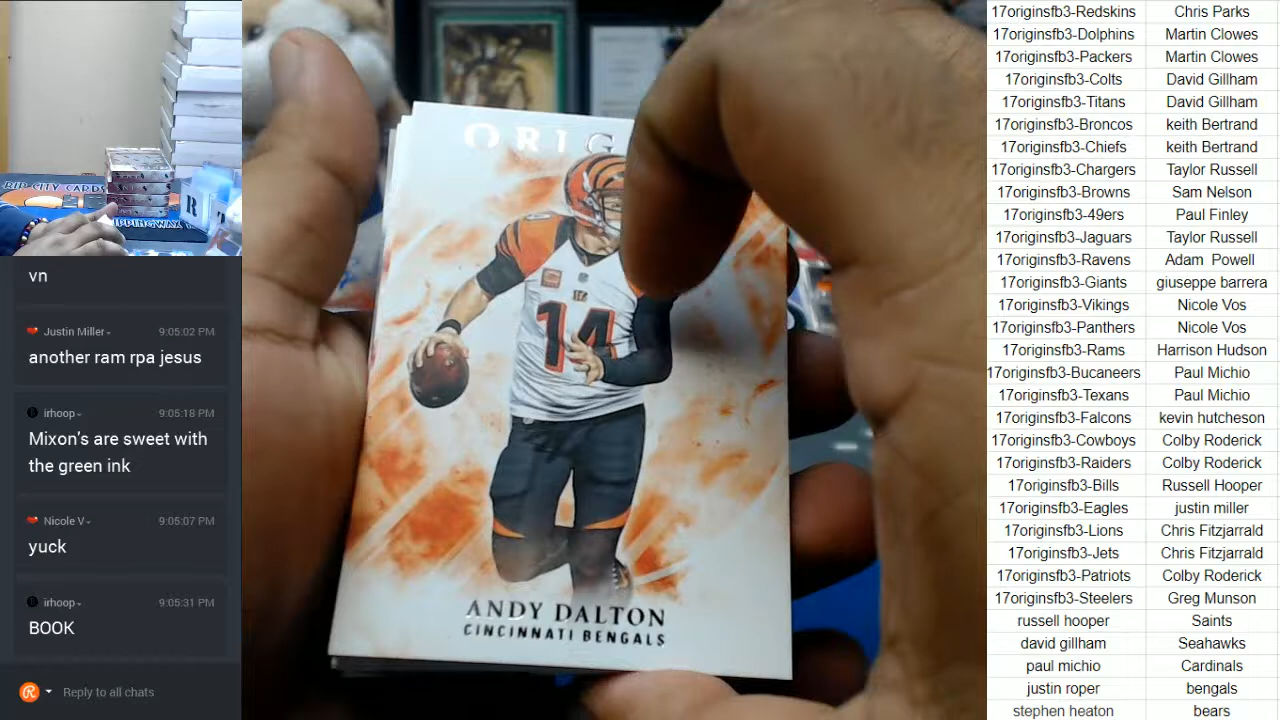 RIP CITY CARDS
R
vn
Justin Miller
9:05:02 PM
another ram rpa jesus
irhoop
9:05:18 PM
Mixon's are sweet with
the green ink
Nicole V
9:05:07 PM
yuck
irhoop
9:05:31 PM
BOOK
R
Reply to all chats
ORIG
14
ANDY DALTON
CINCINNATI BENGALS
17originsfb3-Redskins Chris Parks
17originsfb3-Dolphins Martin Clowes
17originsfb3-Packers Martin Clowes
17originsfb3-Colts David Gillham
17originsfb3-Titans David Gillham
17originsfb3-Broncos keith Bertrand
17originsfb3-Chiefs keith Bertrand
17originsfb3-Chargers Taylor Russell
17originsfb3-Browns Sam Nelson
17originsfb3-49ers Paul Finley
17originsfb3-Jaguars Taylor Russell
17originsfb3-Ravens Adam Powell
17originsfb3-Giants giuseppe barrera
17originsfb3-Vikings Nicole Vos
17originsfb3-Panthers Nicole Vos
17originsfb3-Rams Harrison Hudson
17originsfb3-Bucaneers Paul Michio
17originsfb3-Texans Paul Michio
17originsfb3-Falcons kevin hutcheson
17originsfb3-Cowboys Colby Roderick
17originsfb3-Raiders Colby Roderick
17originsfb3-Bills Russell Hooper
17originsfb3-Eagles justin miller
17originsfb3-Lions Chris Fitzjarrald
17originsfb3-Jets Chris Fitzjarrald
17originsfb3-Patriots Colby Roderick
17originsfb3-Steelers Greg Munson
russell hooper Saints
david gillham Seahawks
paul michio Cardinals
justin roper bengals
stephen heaton bears